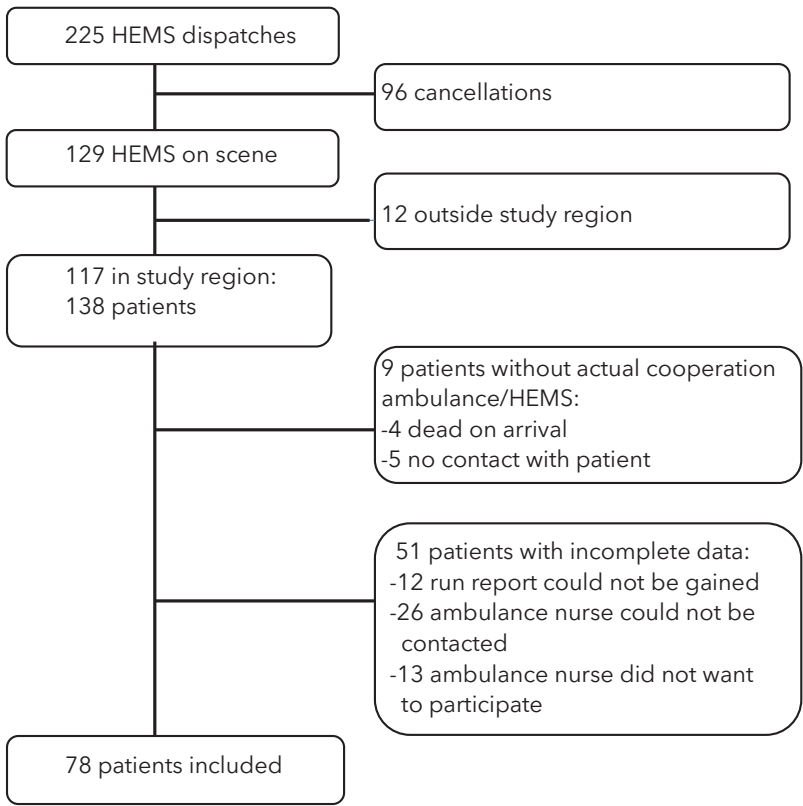 225 HEMS dispatches
96 cancellations
129 HEMS on scene
12 outside study region
117 in study region:
138 patients
9 patients without actual cooperation
ambulance/HEMS:
-4 dead on arrival
-5 no contact with patient
51 patients with incomplete data:
-12 run report could not be gained
-26 ambulance nurse could not be
contacted
-13 ambulance nurse did not want
to participate
78 patients included